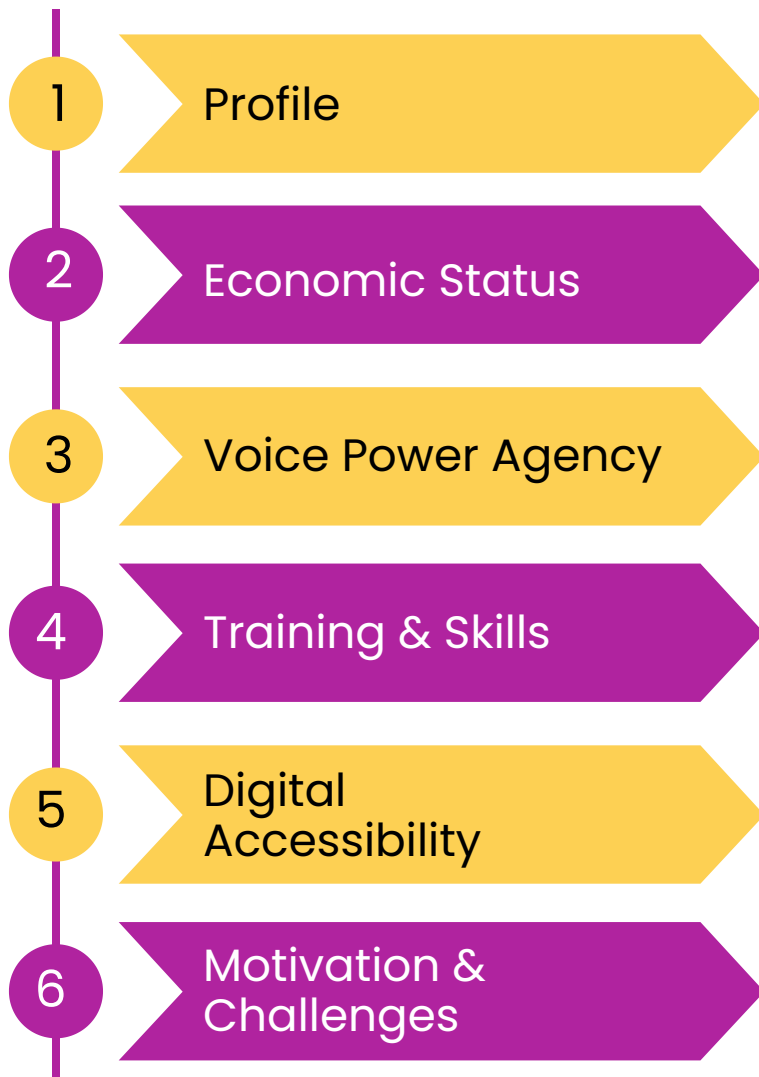 1
Profile
2
Economic Status
3
Voice Power Agency
4
Training & Skills
5
Digital
Accessibility
6
Motivation &
Challenges